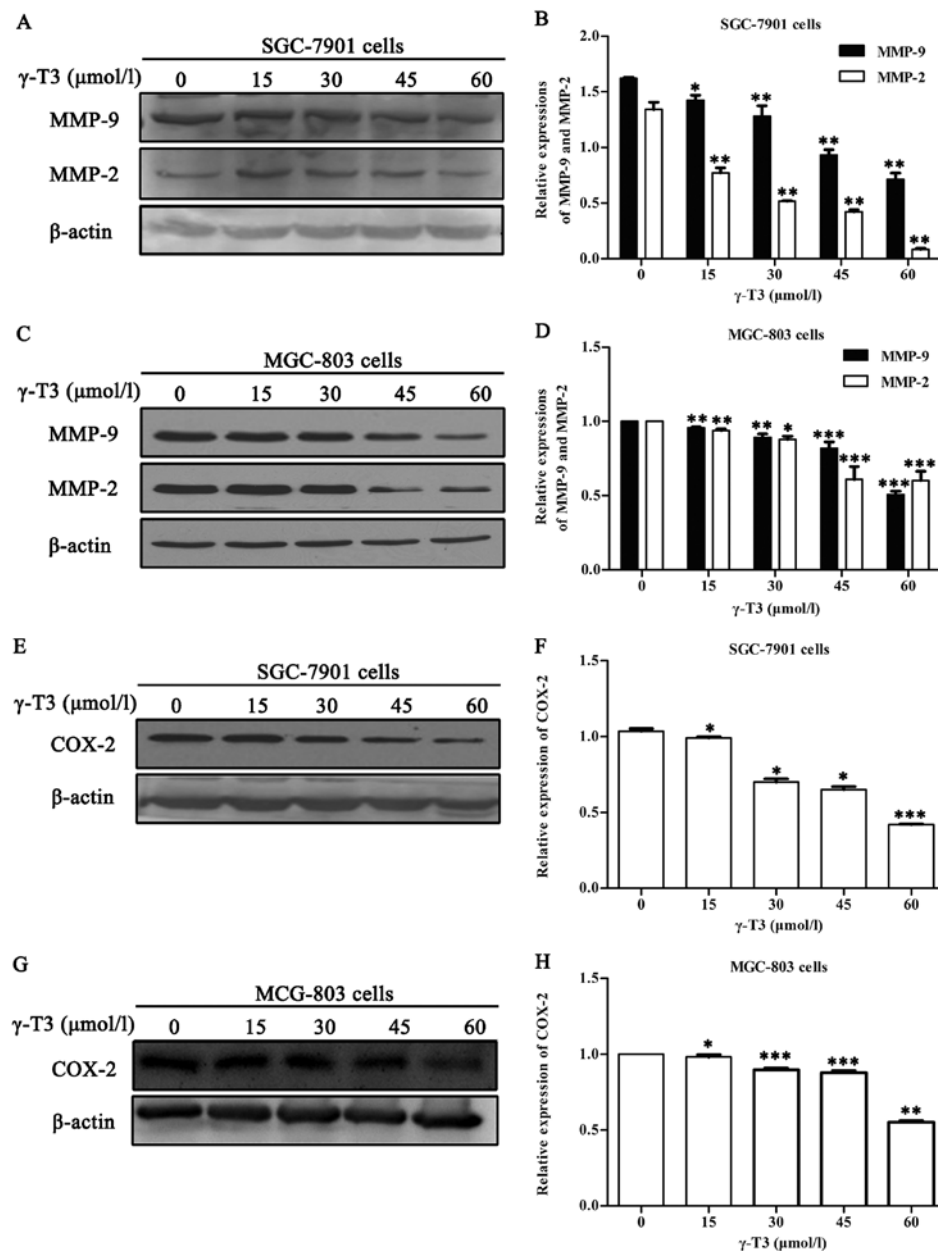 A
SGC-7901 cells
γ-T3 (μmol/l) 0 15 30 45 60
MMP-9
MMP-2
β-actin
B
SGC-7901 cells
MMP-9
MMP-2
Relative expressions
of MMP-9 and MMP-2
2.0
1.5
1.0
0.5
0.0
* ** ** ** ** ** ** **
0 15 30 45 60
γ-T3 (μmol/l)
C
MGC-803 cells
γ-T3 (μmol/l) 0 15 30 45 60
MMP-9
MMP-2
β-actin
D
MGC-803 cells
MMP-9
MMP-2
Relative expressions
of MMP-9 and MMP-2
1.5
1.0
0.5
0.0
** ** ** * *** *** *** ***
0 15 30 45 60
γ-T3 (μmol/l)
E
SGC-7901 cells
γ-T3 (μmol/l) 0 15 30 45 60
COX-2
β-actin
F
SGC-7901 cells
Relative expression of COX-2
1.5
1.0
0.5
0.0
* * * ***
0 15 30 45 60
γ-T3 (μmol/l)
G
MCG-803 cells
γ-T3 (μmol/l) 0 15 30 45 60
COX-2
β-actin
H
MGC-803 cells
Relative expression of COX-2
1.5
1.0
0.5
0.0
* *** *** **
0 15 30 45 60
γ-T3 (μmol/l)